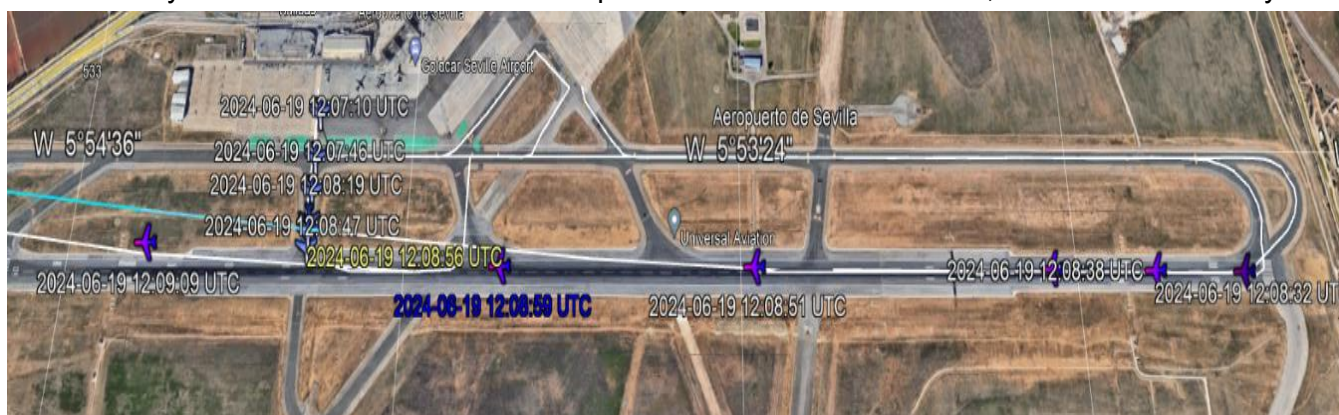 Aeropuerto de Sevilla
Golacar Seville Airport
533
2024-06-19 12:07:10 UTC
Aeropuerto de Sevilla
W 5°54'36"
2024-06-19 12:07:46 UTC
W 5°53'24"
2024-06-19 12:08:19 UTC
2024-06-19 12:08:47 UTC
Universal Aviation
2024-06-19 12:08:56 UTC
2024-06-19 12:08:38 UTC
2024-06-19 12:09:09 UTC
2024-06-19 12:08:59 UTC
2024-06-19 12:08:51 UTC
2024-06-19 12:08:32 UT